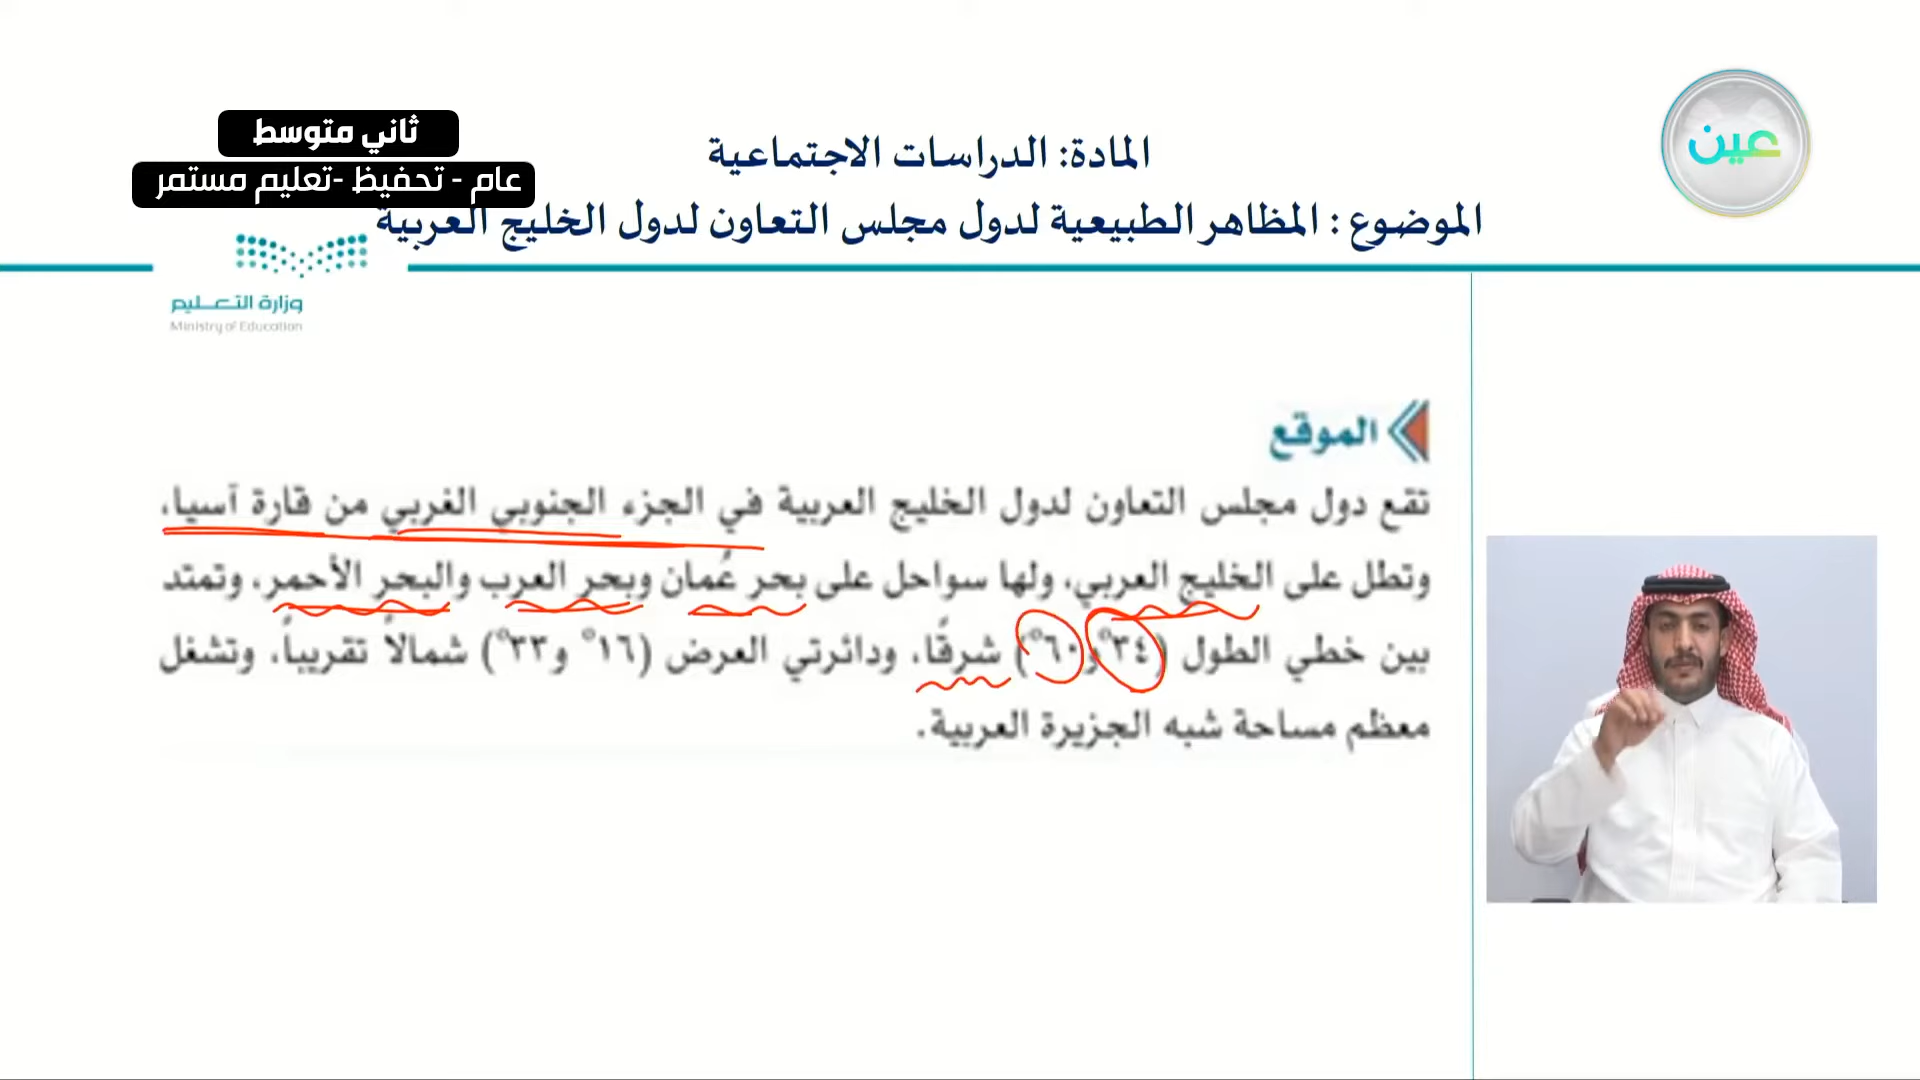 عين
ثاني متوسط
عام - تحفيظ -تعليم مستمر
المادة: الدراسات الاجتماعية
الموضوع : المظاهر الطبيعية لدول مجلس التعاون لدول الخليج العربية
وزارة التعليم
Ministry of Education
الموقع
تقع دول مجلس التعاون لدول الخليج العربية في الجزء الجنوبي الغربي من قارة آسيا،
وتطل على الخليج العربي، ولها سواحل على بحر عُمان وبحر العرب والبحر الأحمر، وتمتد
بين خطي الطول (٣٤° و٦٠°) شرقًا، ودائرتي العرض (١٦° و٣٣°) شمالاً تقريباً، وتشغل
معظم مساحة شبه الجزيرة العربية.